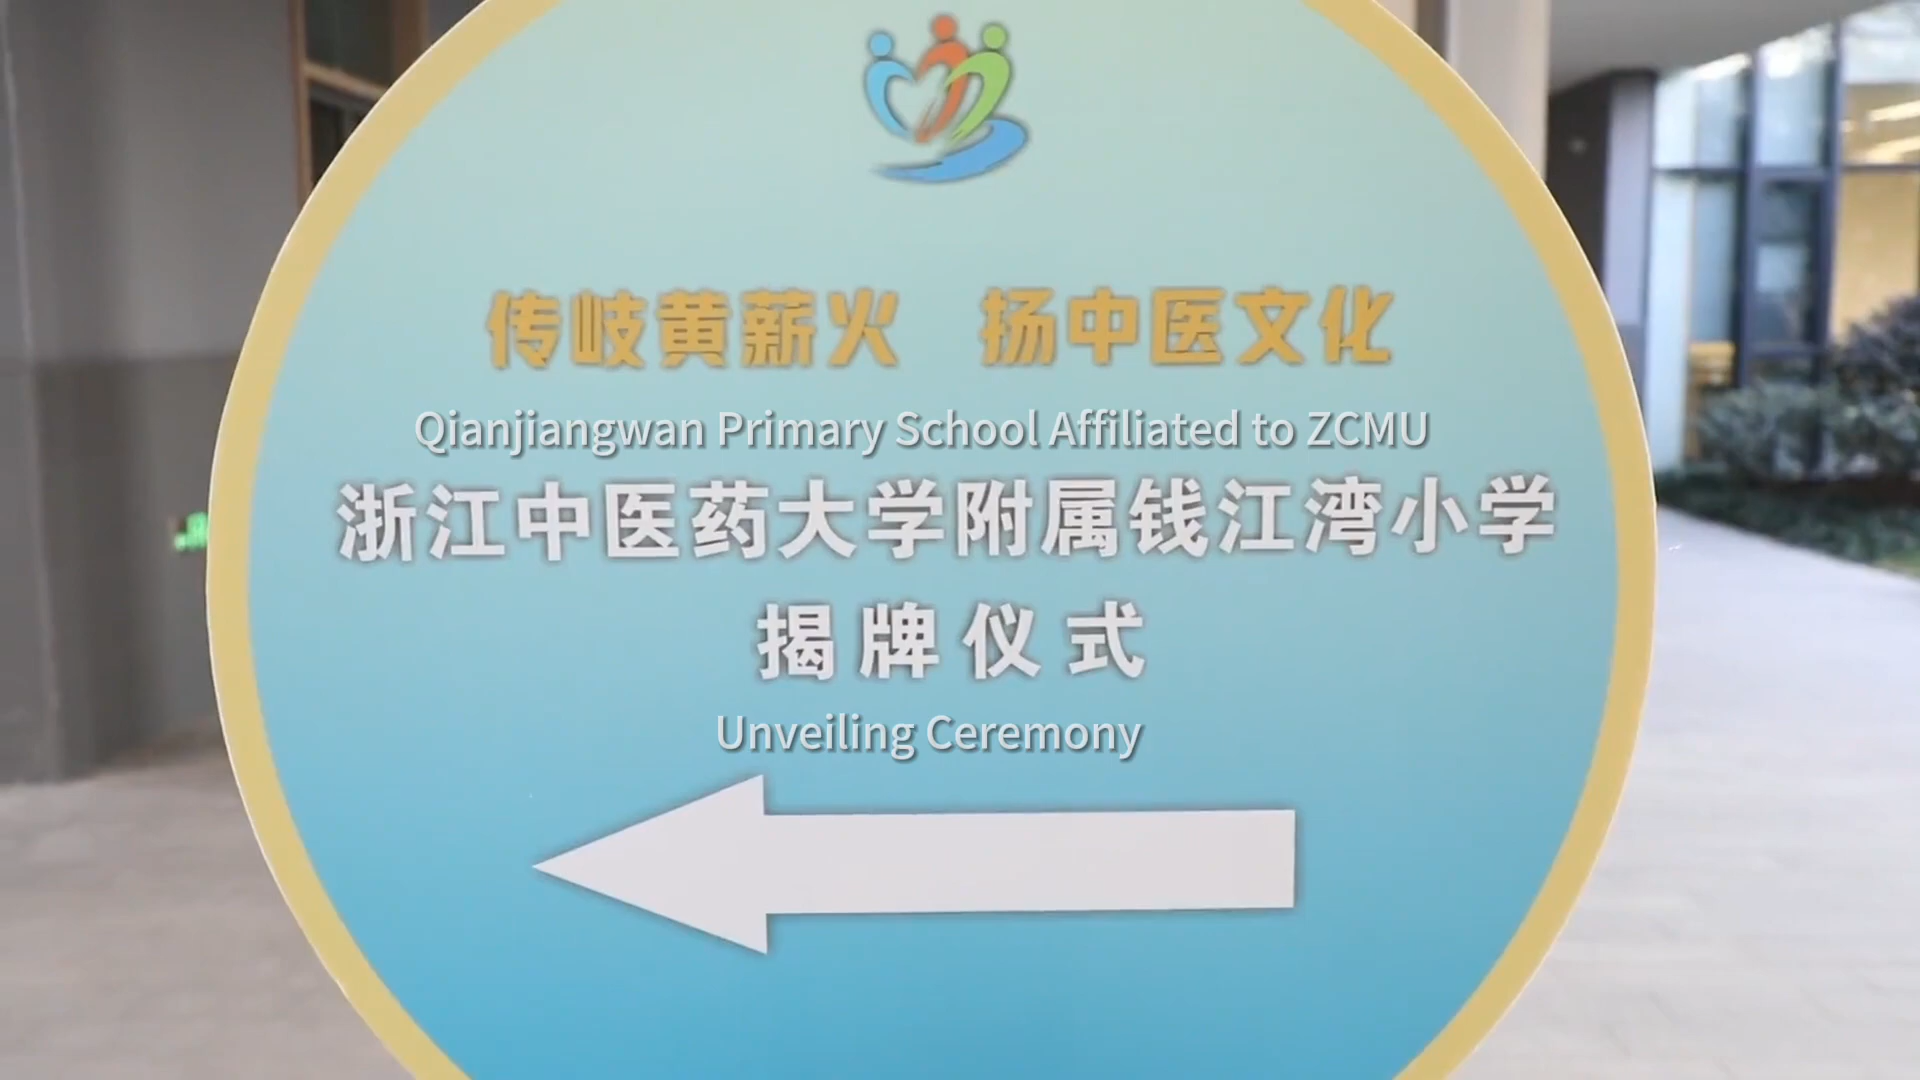 传岐黄薪火 扬中医文化
Qianjiangwan Primary School Affiliated to ZCMU
浙江中医药大学附属钱江湾小学
揭牌仪式
Unveiling Ceremony